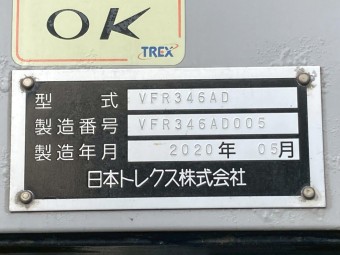 OK
TREX
型 式 VFR346AD
製造番号 VFR346AD005
製造年月 2020年 05月
日本トレクス株式会社